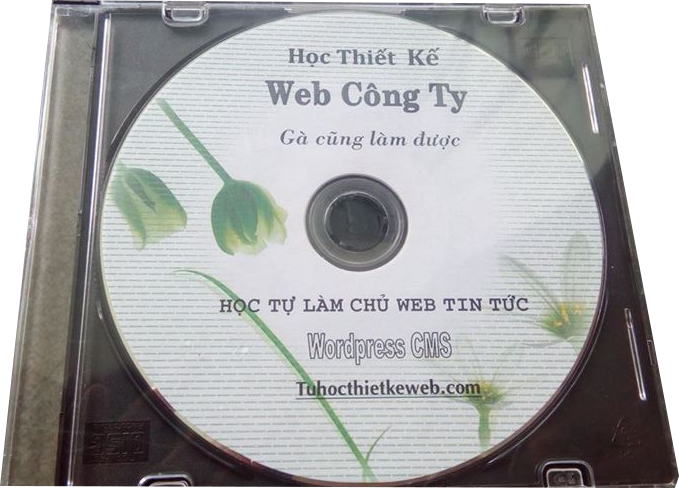 Học Thiết Kế
Web Công Ty
Gà cũng làm được
HỌC TỰ LÀM CHỦ WEB TIN TỨC
Wordpress CMS
Tuhocthietkeweb.com